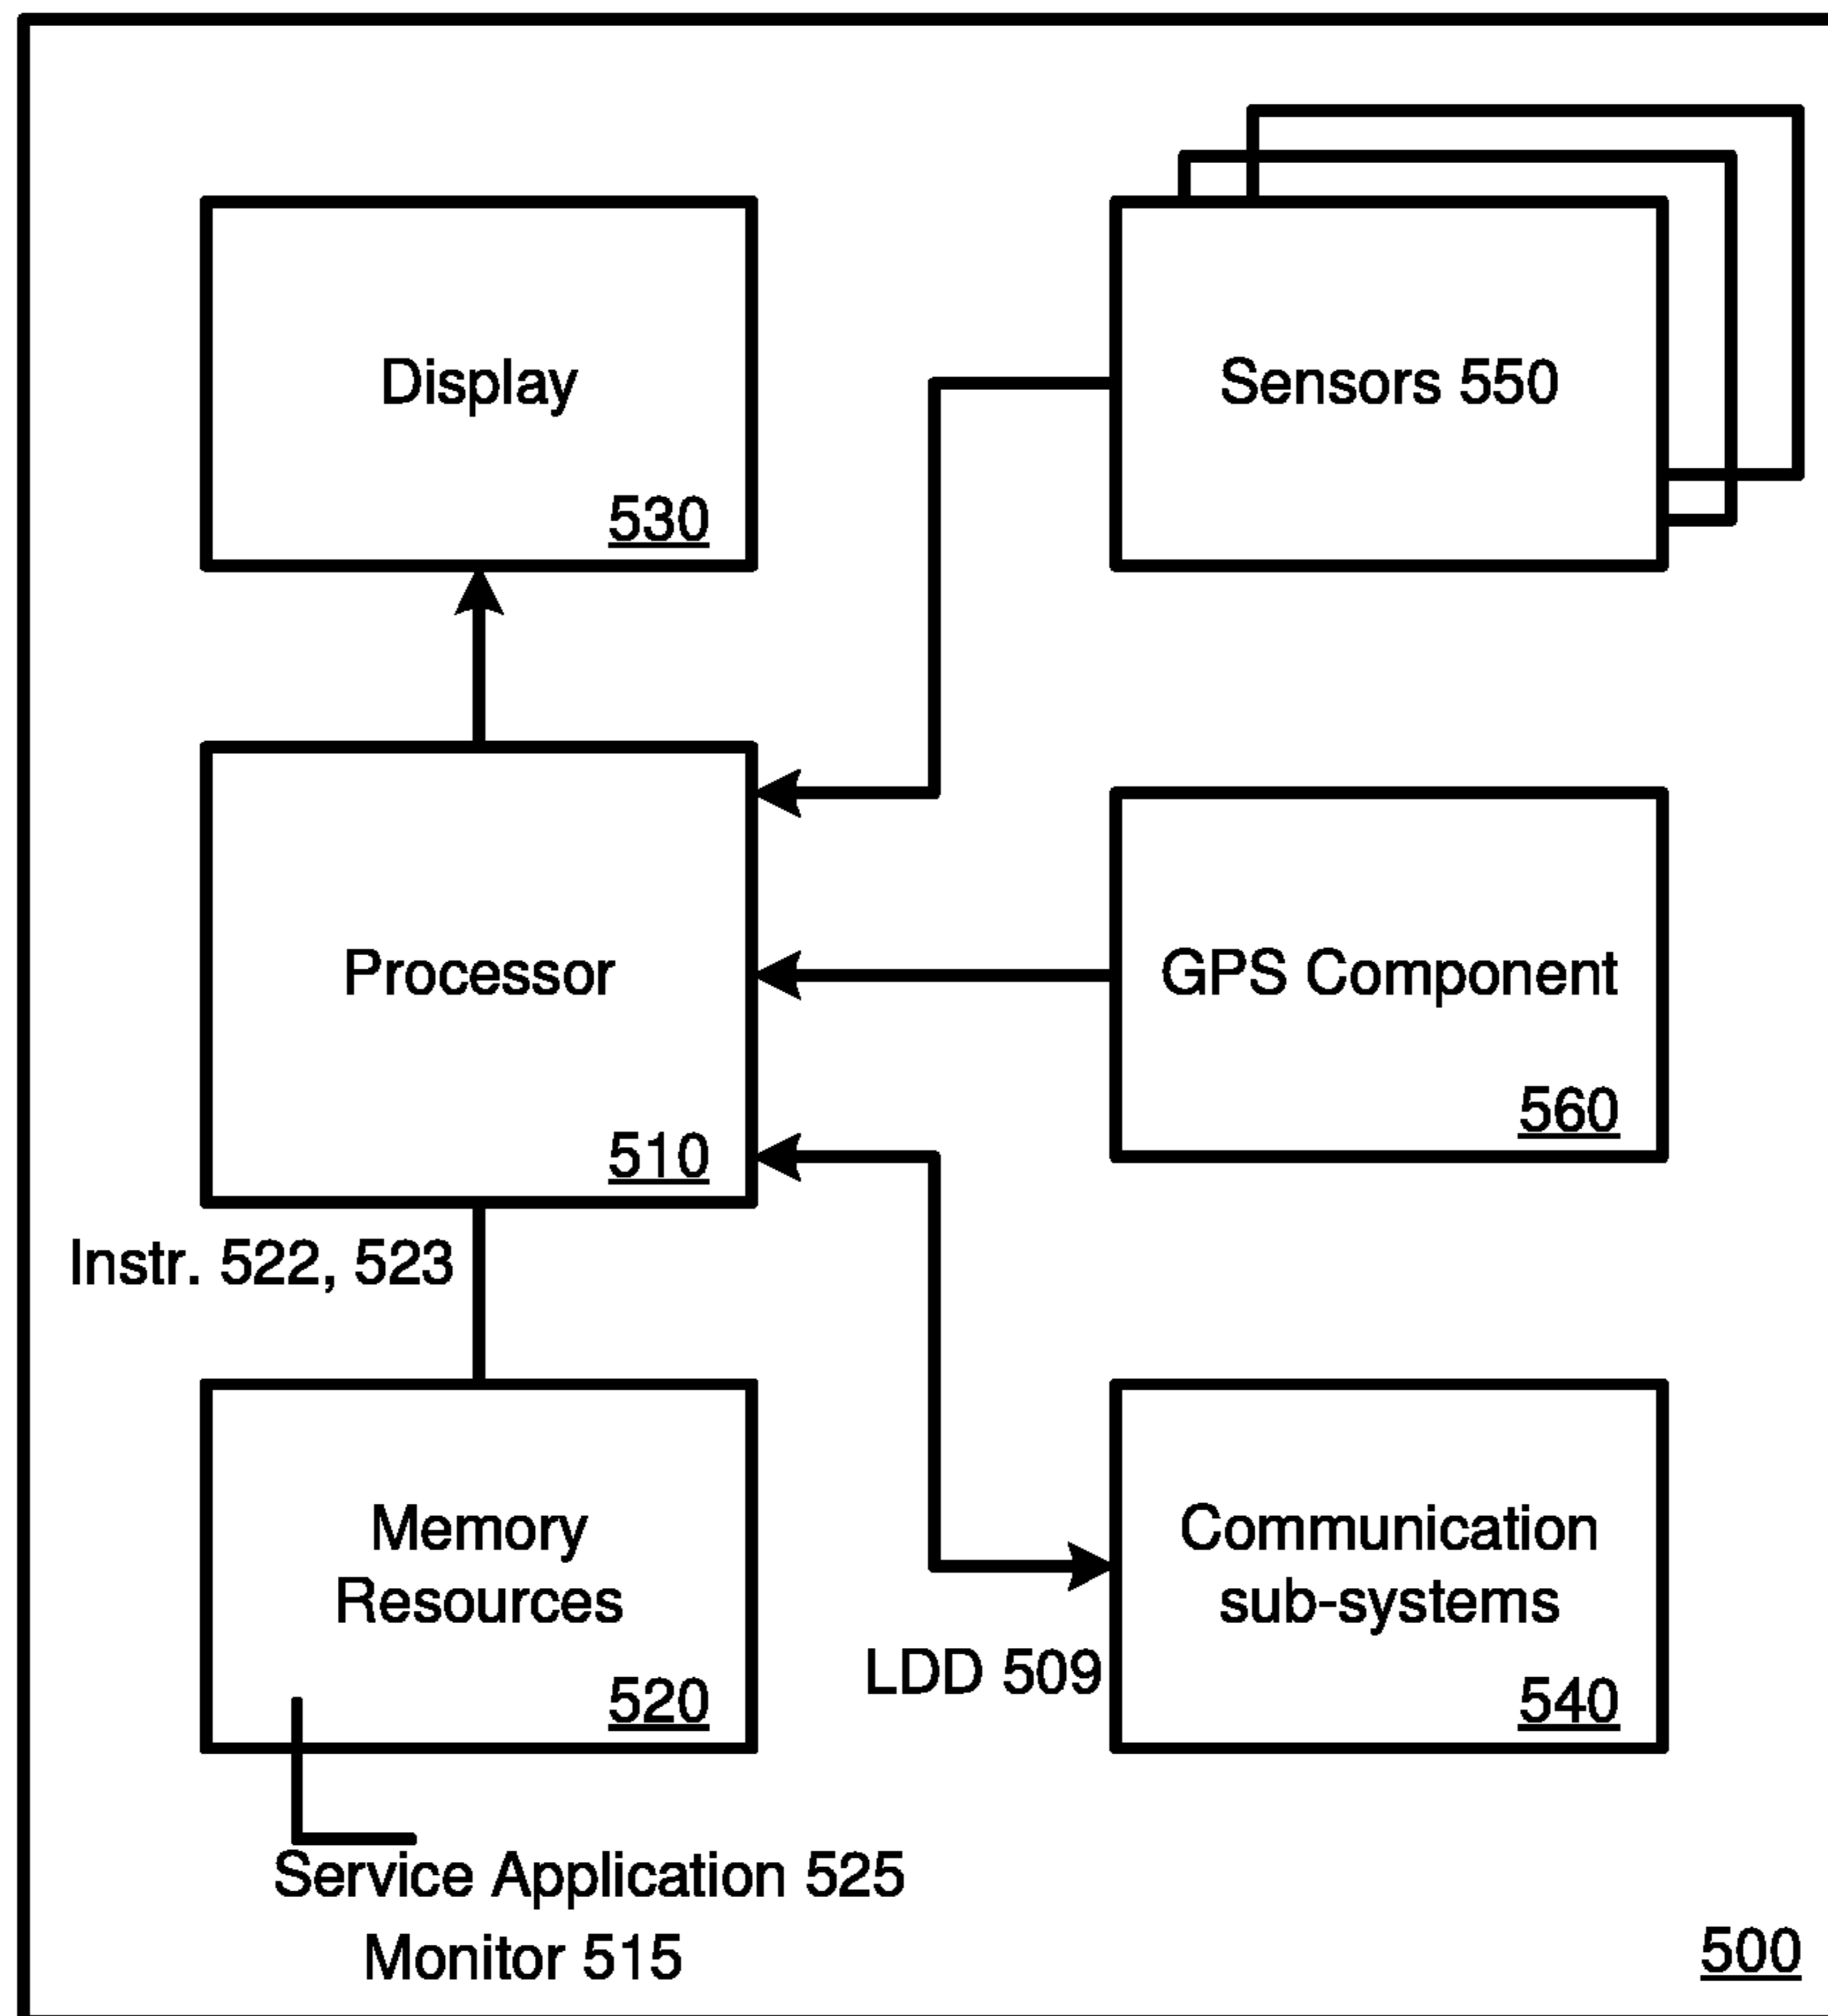 Display
530
Sensors 550
Processor
510
GPS Component
560
Instr. 522, 523
Memory
Resources
520
Communication
sub-systems
540
LDD 509
Service Application 525
Monitor 515
500